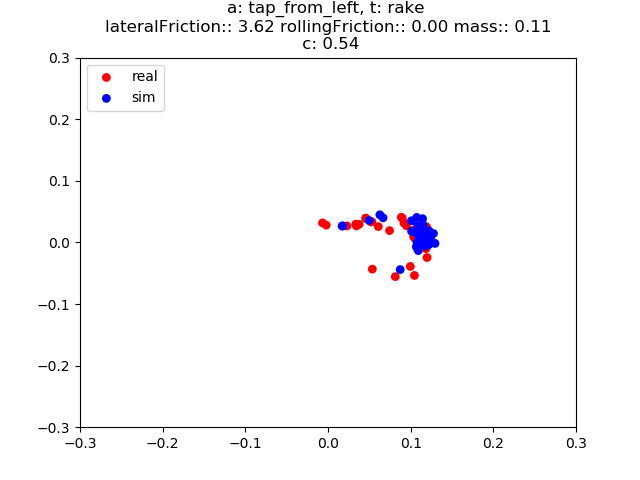 a: tap_from_left, t: rake
lateralFriction:: 3.62 rollingFriction:: 0.00 mass:: 0.11
c: 0.54
real
sim
0.3
0.2
0.1
0.0
−0.1
−0.2
−0.3
−0.3
−0.2
−0.1
0.0
0.1
0.2
0.3